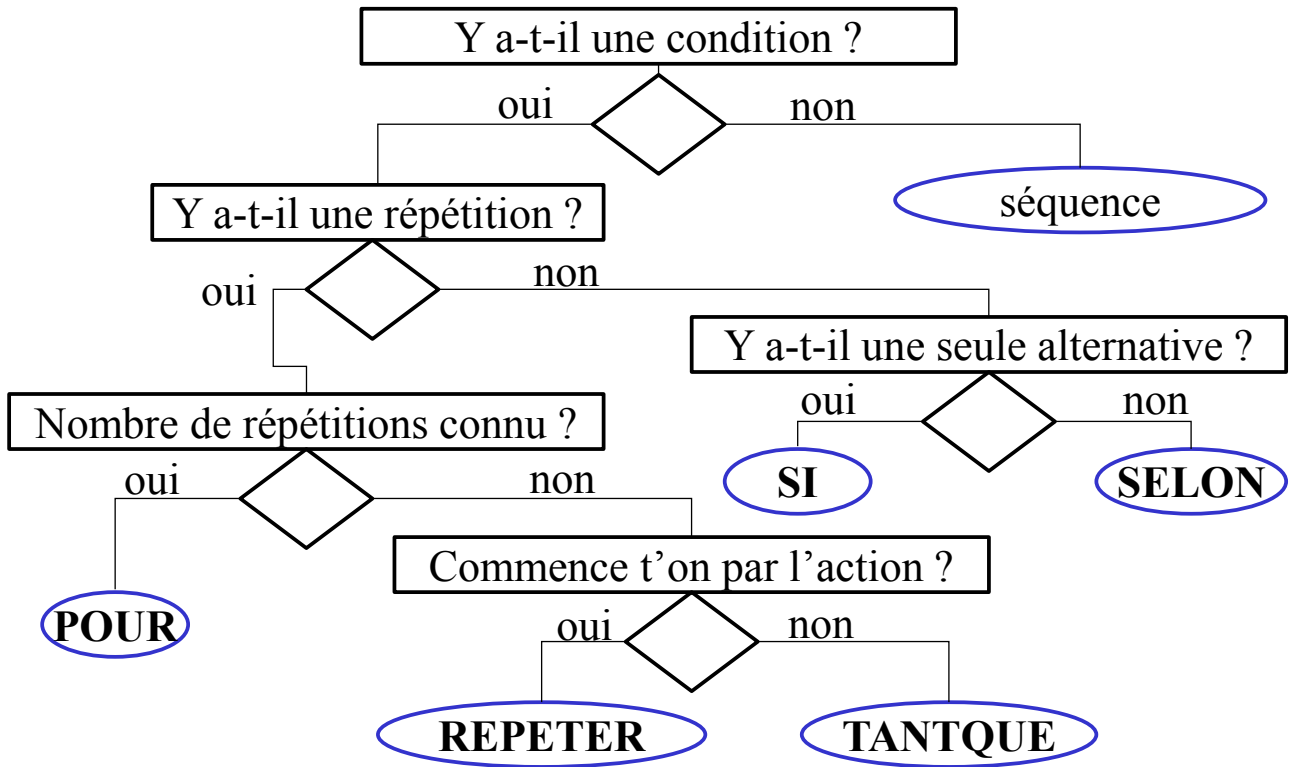 Y a-t-il une condition ?
oui
non
séquence
Y a-t-il une répétition ?
oui
non
Y a-t-il une seule alternative ?
oui
non
SI
SELON
Nombre de répétitions connu ?
oui
non
POUR
Commence t’on par l’action ?
oui
non
REPETER
TANTQUE